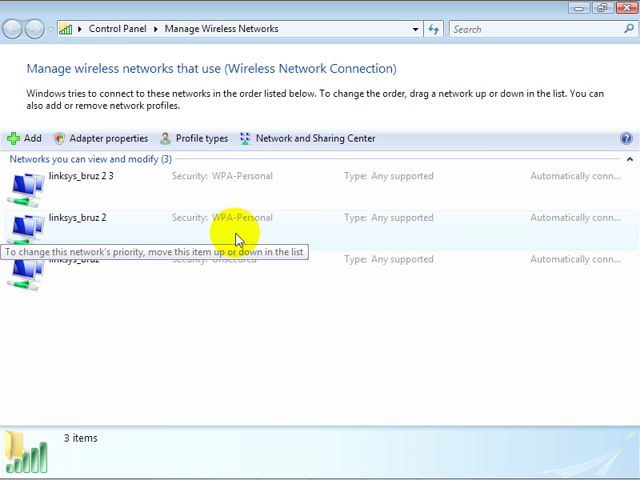 Control Panel Manage Wireless Networks Search
Manage wireless networks that use (Wireless Network Connection)
Windows tries to connect to these networks in the order listed below. To change the order, drag a network up or down in the list. You can
also add or remove network profiles.
Add Adapter properties Profile types Network and Sharing Center
Networks you can view and modify (3)
linksys_bruz 2 3 Security: WPA-Personal Type: Any supported Automatically conn...
linksys_bruz 2 Security: WPA-Personal Type: Any supported Automatically conn...
To change this network's priority, move this item up or down in the list
linksys_bruz Security: Unsecured Type: Any supported Automatically conn...
3 items